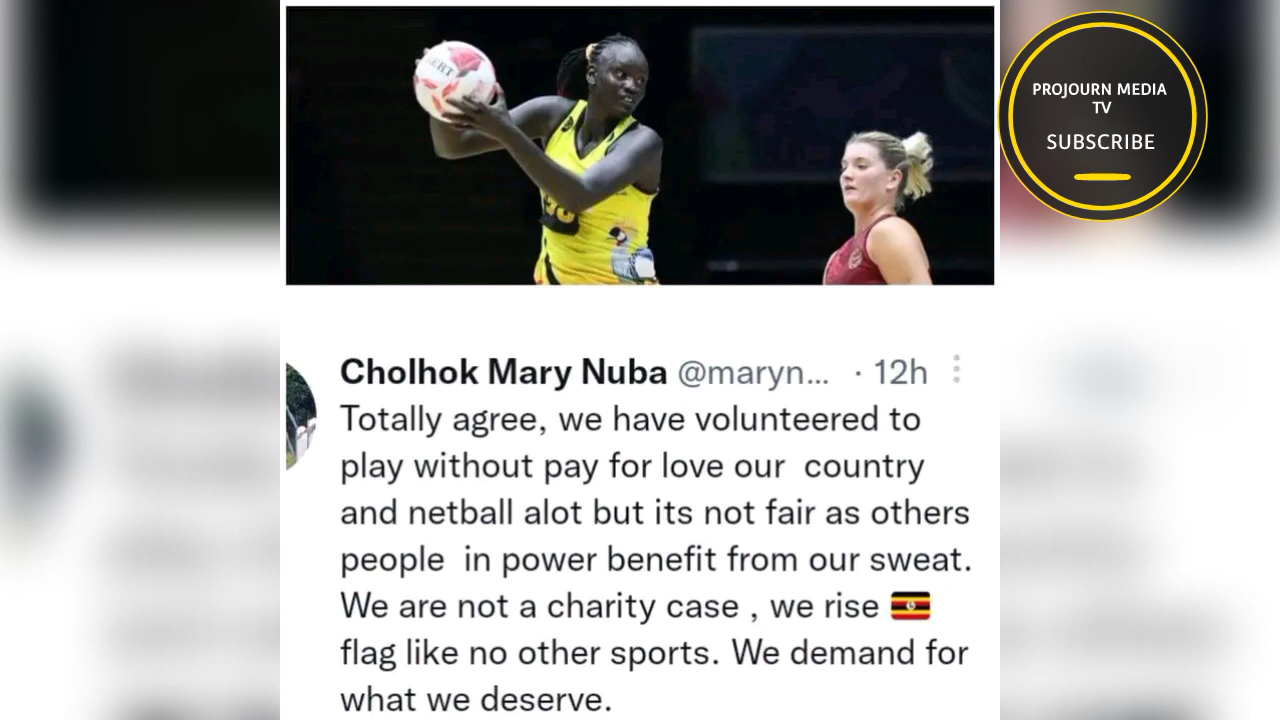 PROJOURN MEDIA
TV
SUBSCRIBE
Cholhok Mary Nuba @maryn... · 12h
Totally agree, we have volunteered to
play without pay for love our country
and netball alot but its not fair as others
people in power benefit from our sweat.
We are not a charity case , we rise 🇺🇬
flag like no other sports. We demand for
what we deserve.